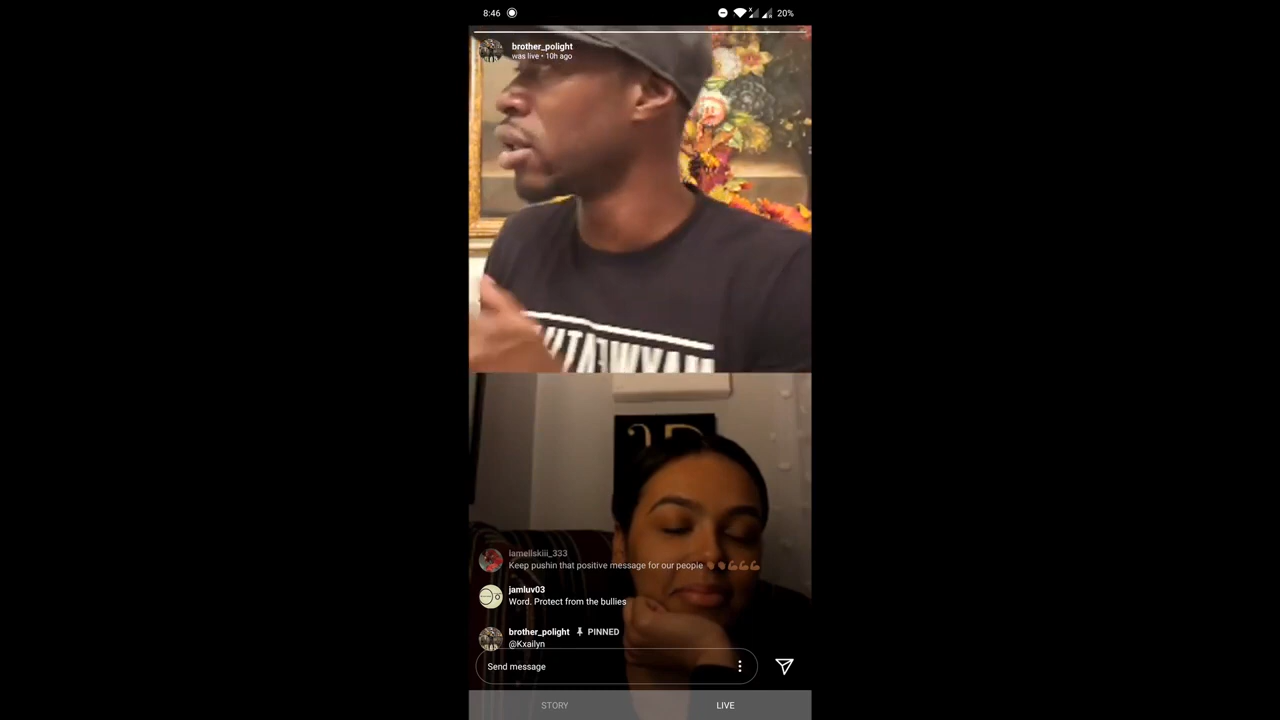 8:46
20%
brother_polight
was live • 10h ago
lamellskiii_333
Keep pushin that positive message for our people
jamluv03
Word. Protect from the bullies
brother_polight PINNED
@Kxailyn
Send message
STORY
LIVE